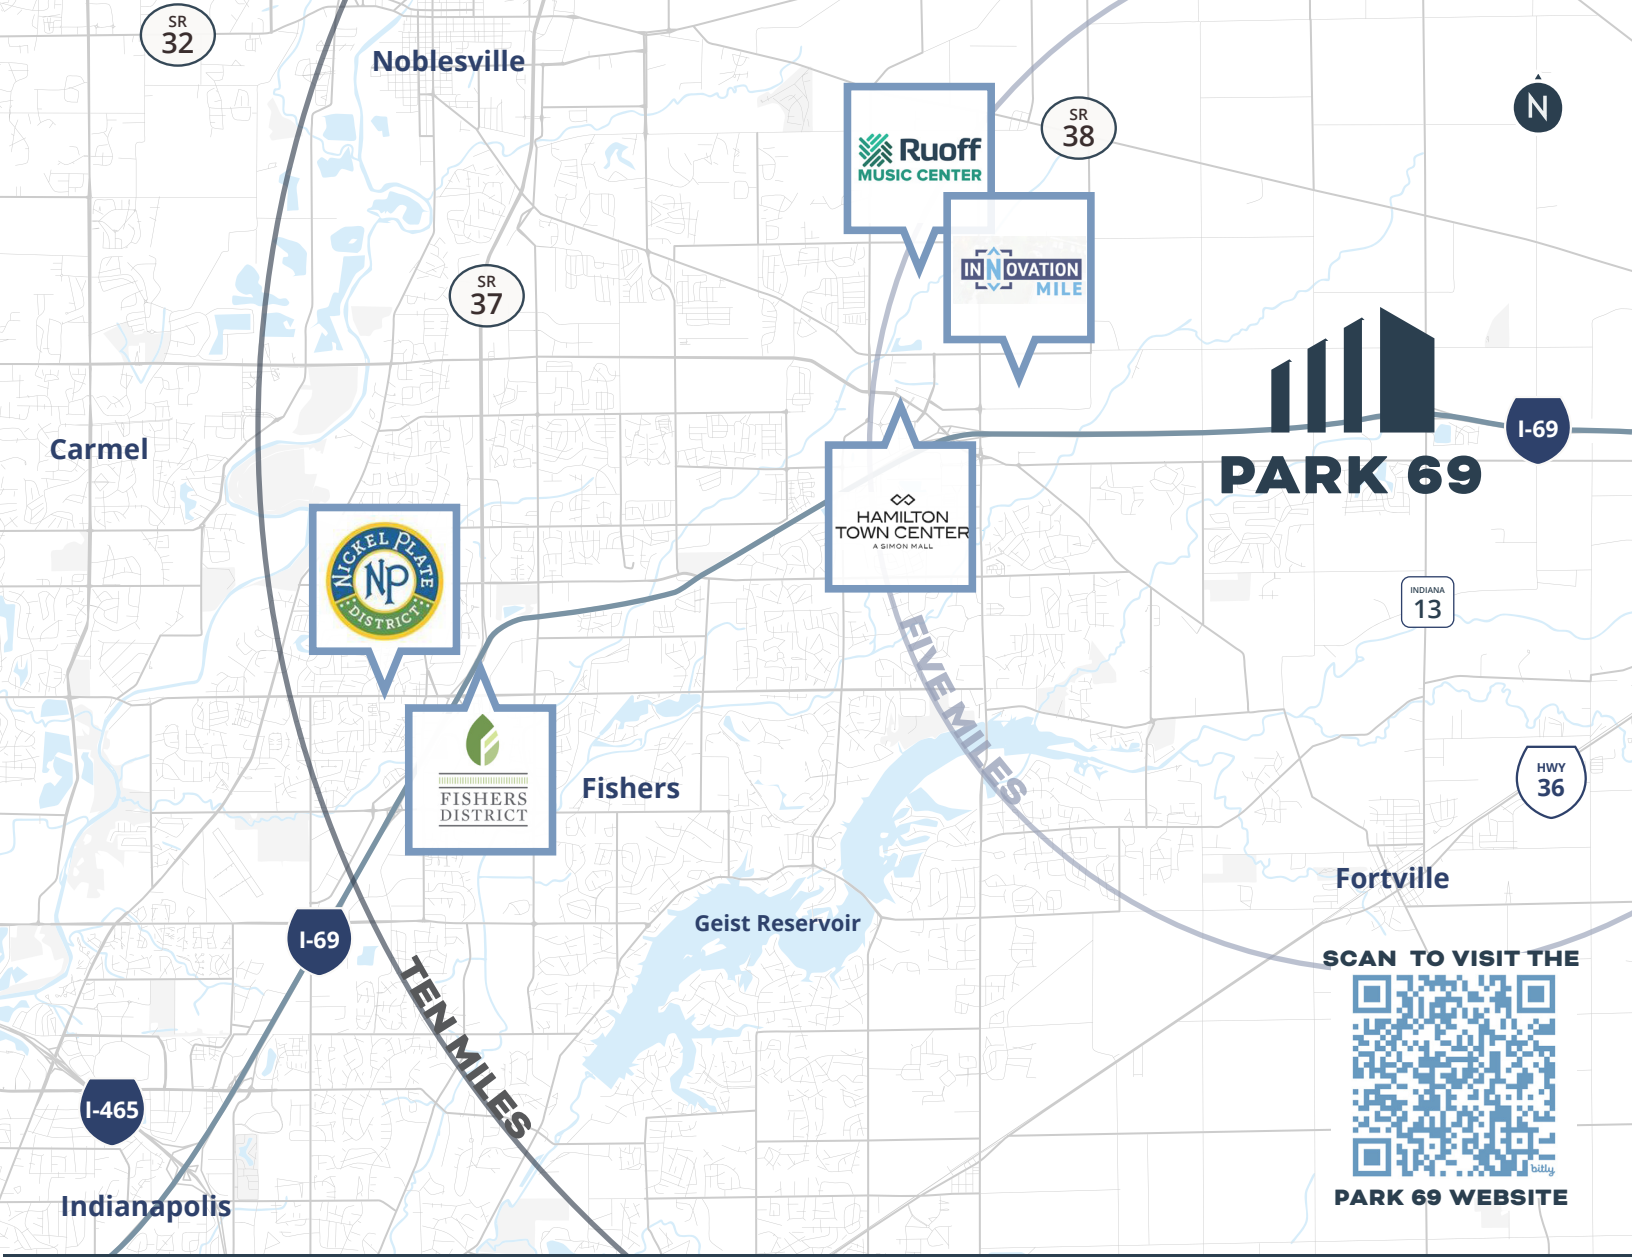 SR
32
Noblesville
Ruoff
MUSIC CENTER
SR
38
N
INNOVATION
MILE
SR
37
I-69
PARK 69
Carmel
HAMILTON
TOWN CENTER
A SIMON MALL
NICKEL PLATE
NP
DISTRICT
INDIANA
13
FIVE MILES
FISHERS
DISTRICT
Fishers
HWY
36
Fortville
Geist Reservoir
I-69
SCAN TO VISIT THE
TEN MILES
I-465
bitly
PARK 69 WEBSITE
Indianapolis